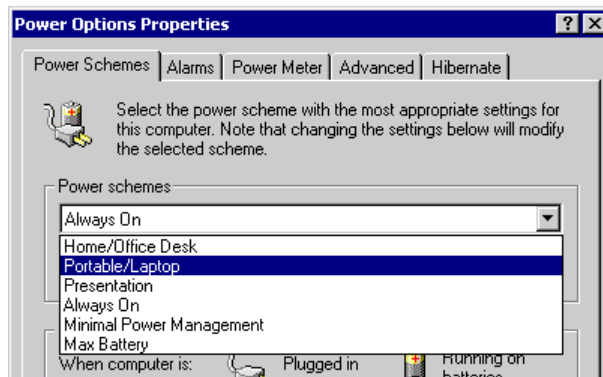 Power Options Properties
Power Schemes Alarms Power Meter Advanced Hibernate
Select the power scheme with the most appropriate settings for
this computer. Note that changing the settings below will modify
the selected scheme.
Power schemes
Always On
Home/Office Desk
Portable/Laptop
Presentation
Always On
Minimal Power Management
Max Battery
When computer is: Plugged in Running on
batteries